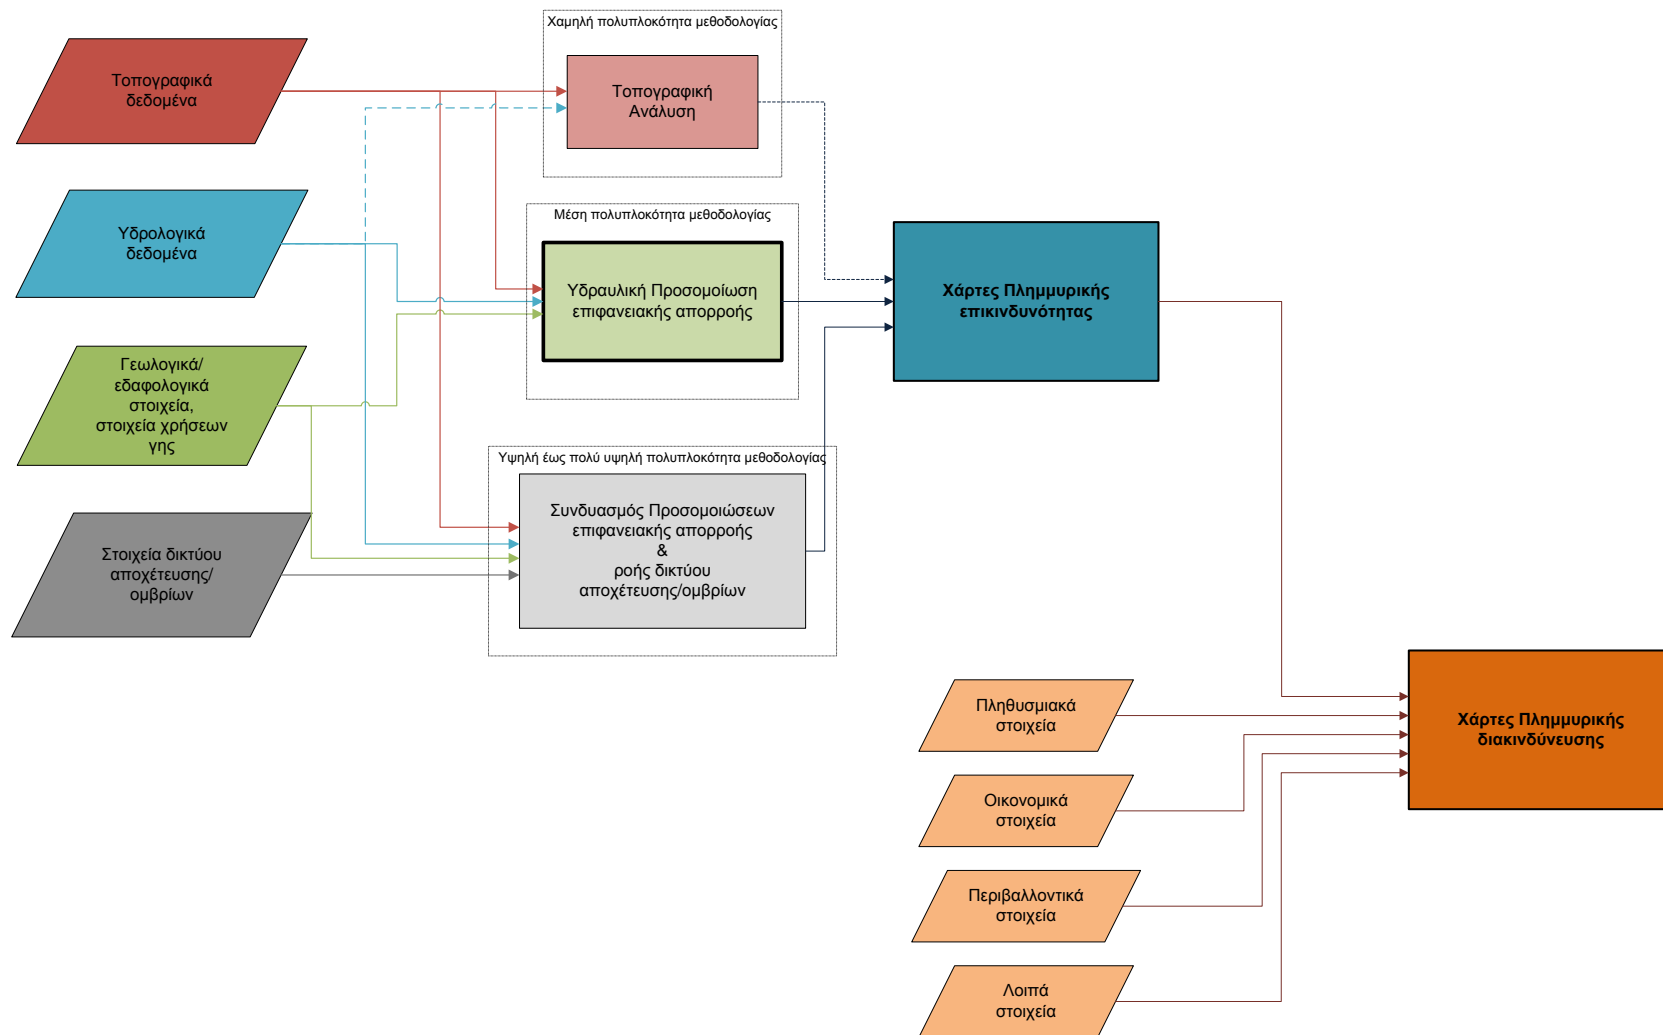 Χαμηλή πολυπλοκότητα μεθοδολογίας
Τοπογραφικά
δεδομένα
Τοπογραφική
Ανάλυση
Υδρολογικά
δεδομένα
Μέση πολυπλοκότητα μεθοδολογίας
Υδραυλική Προσομοίωση
επιφανειακής απορροής
Χάρτες Πλημμυρικής
επικινδυνότητας
Γεωλογικά/
εδαφολογικά
στοιχεία,
στοιχεία χρήσεων
γης
Υψηλή έως πολύ υψηλή πολυπλοκότητα μεθοδολογίας
Συνδυασμός Προσομοιώσεων
επιφανειακής απορροής
&
ροής δικτύου
αποχέτευσης/ομβρίων
Στοιχεία δικτύου
αποχέτευσης/
ομβρίων
Πληθυσμιακά
στοιχεία
Χάρτες Πλημμυρικής
διακινδύνευσης
Οικονομικά
στοιχεία
Περιβαλλοντικά
στοιχεία
Λοιπά
στοιχεία